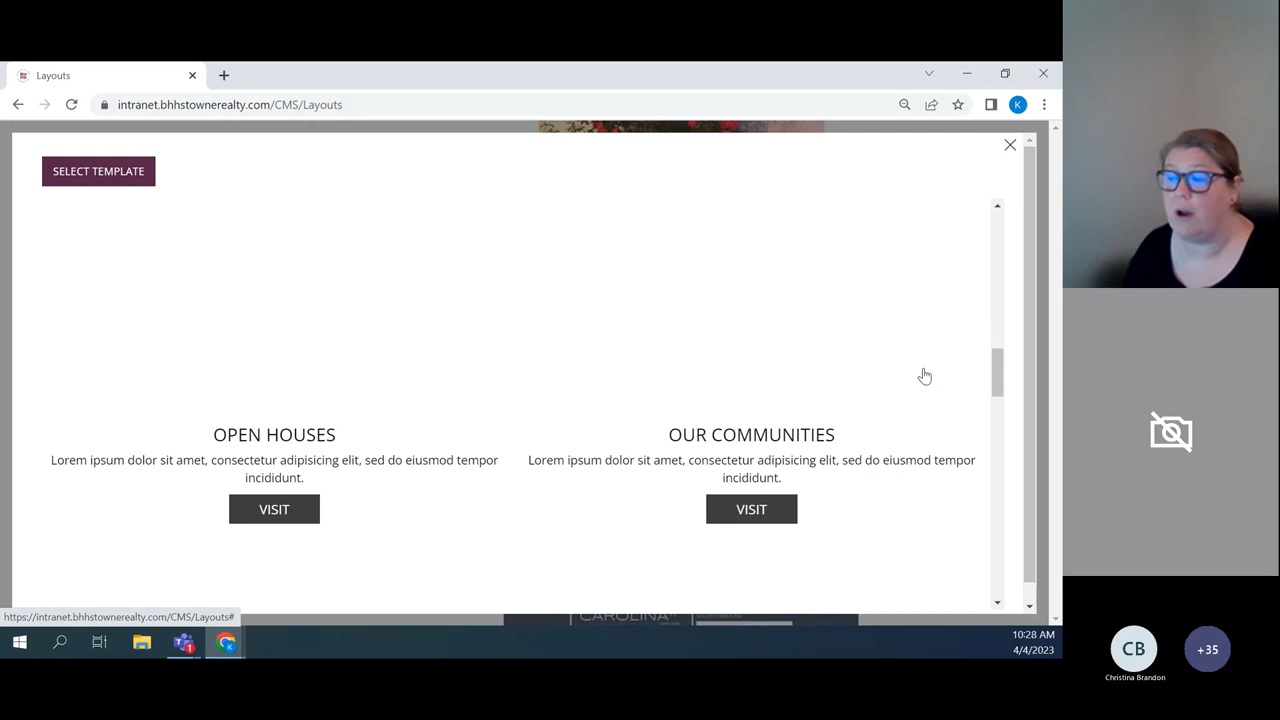 Layouts
intranet.bhhstownerealty.com/CMS/Layouts
K
SELECT TEMPLATE
OPEN HOUSES
Lorem ipsum dolor sit amet, consectetur adipisicing elit, sed do eiusmod tempor
incididunt.
VISIT
OUR COMMUNITIES
Lorem ipsum dolor sit amet, consectetur adipisicing elit, sed do eiusmod tempor
incididunt.
VISIT
https://intranet.bhhstownerealty.com/CMS/Layouts#
CAROLINA
1
K
10:28 AM
4/4/2023
CB
Christina Brandon
+35